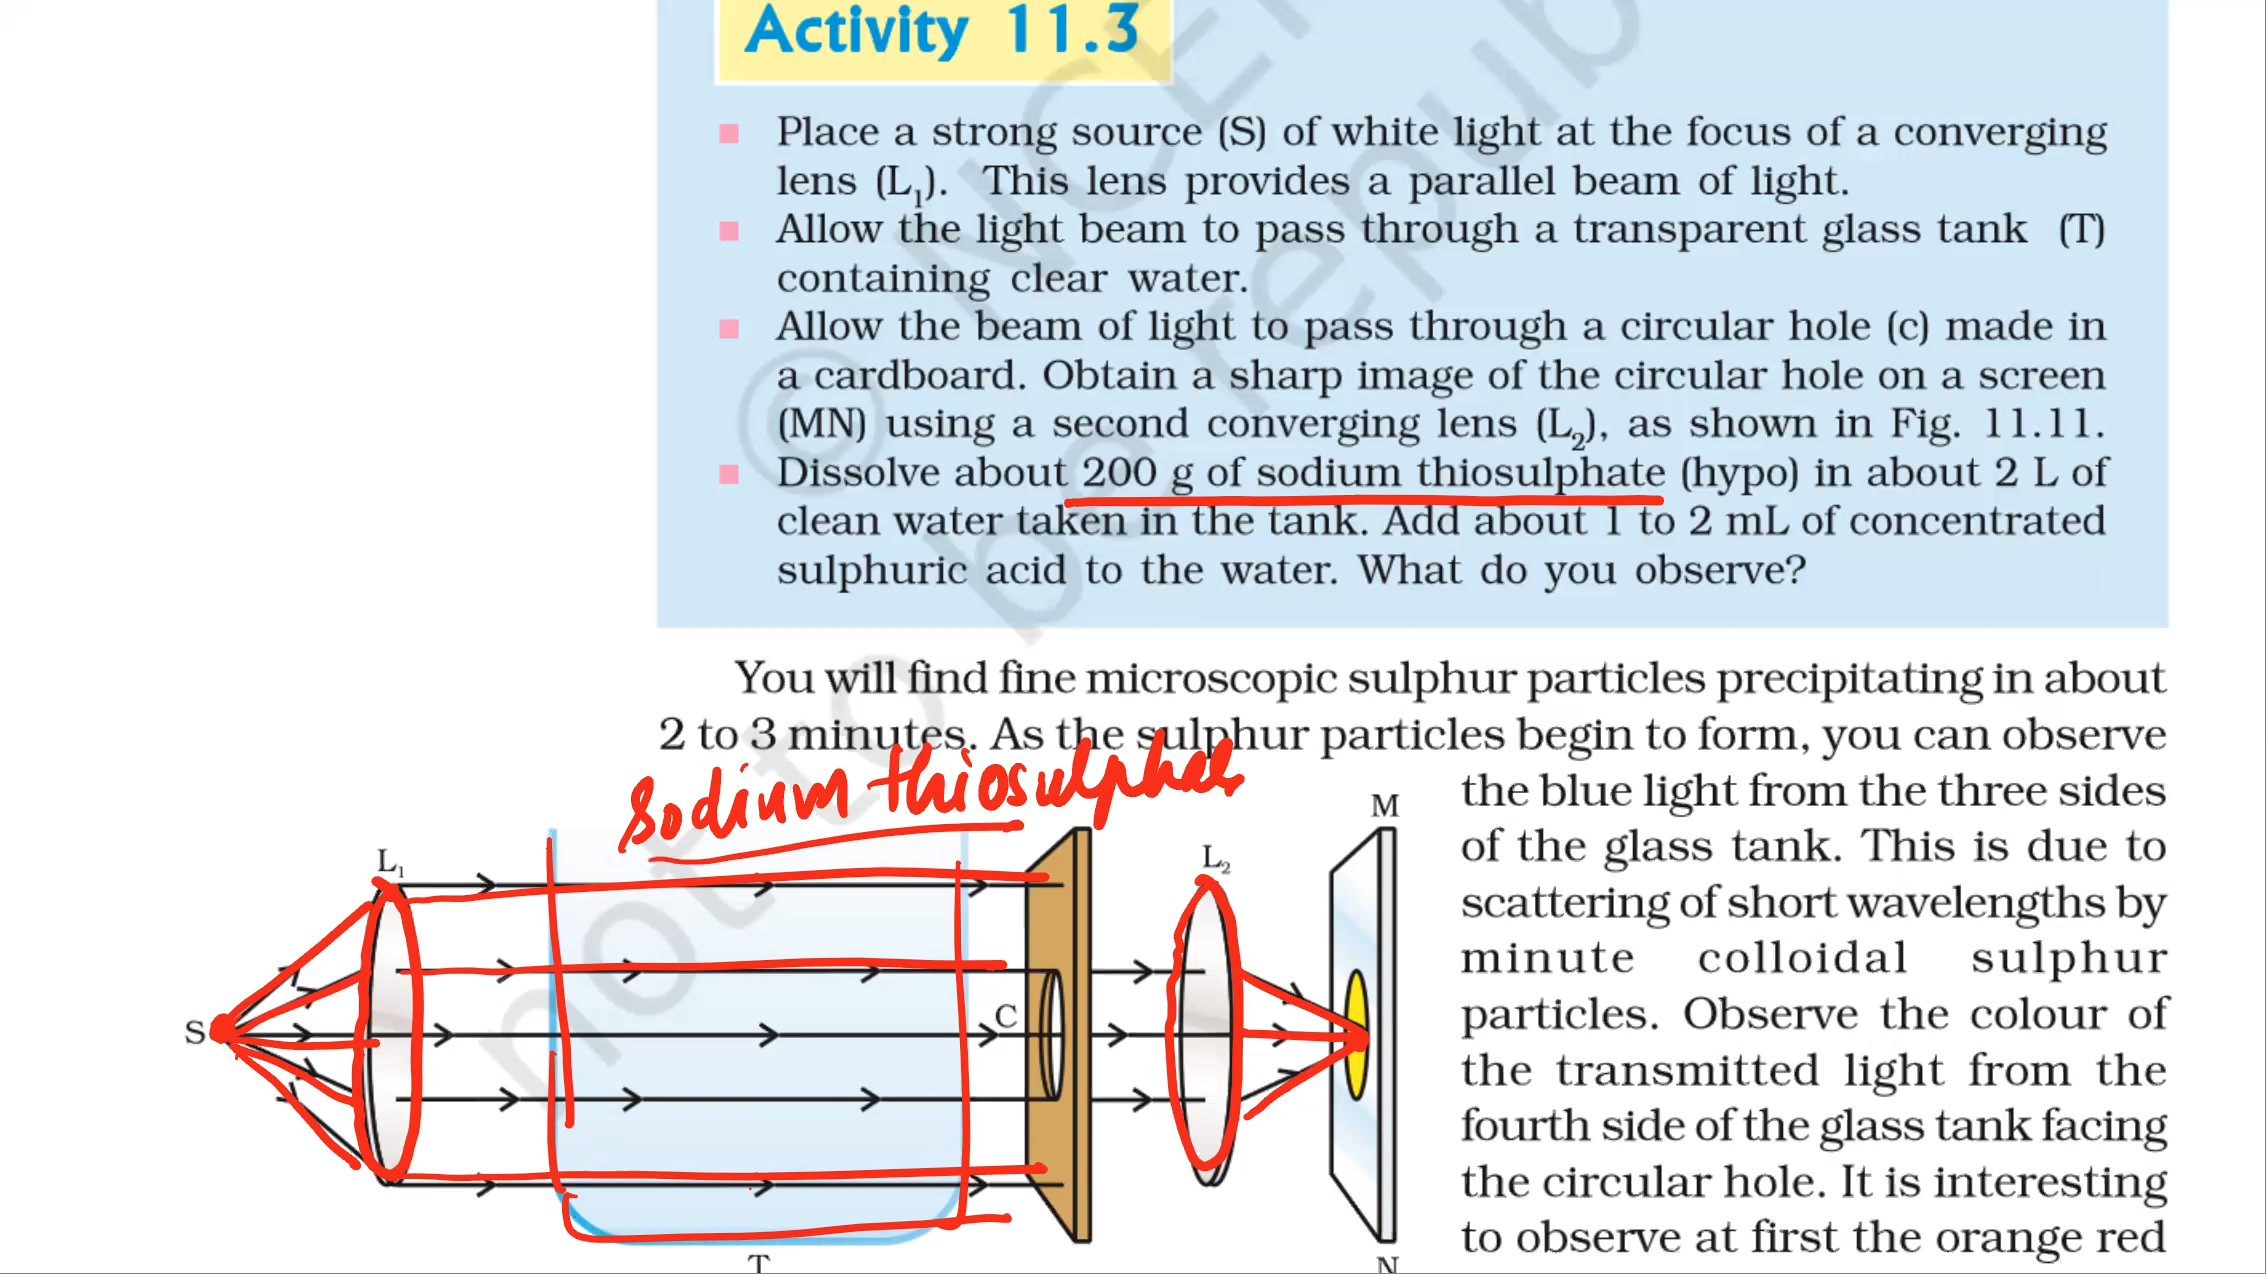 Activity 11.3
Place a strong source (S) of white light at the focus of a converging
lens (L1). This lens provides a parallel beam of light.
Allow the light beam to pass through a transparent glass tank (T)
containing clear water.
Allow the beam of light to pass through a circular hole (c) made in
a cardboard. Obtain a sharp image of the circular hole on a screen
(MN) using a second converging lens (L2), as shown in Fig. 11.11.
Dissolve about 200 g of sodium thiosulphate (hypo) in about 2 L of
clean water taken in the tank. Add about 1 to 2 mL of concentrated
sulphuric acid to the water. What do you observe?
You will find fine microscopic sulphur particles precipitating in about
2 to 3 minutes. As the sulphur particles begin to form, you can observe
the blue light from the three sides
of the glass tank. This is due to
scattering of short wavelengths by
minute colloidal sulphur
particles. Observe the colour of
the transmitted light from the
fourth side of the glass tank facing
the circular hole. It is interesting
to observe at first the orange red
sodium thiosulphate
L1
L2
M
S
C
T
N
not to be republ
© NCE